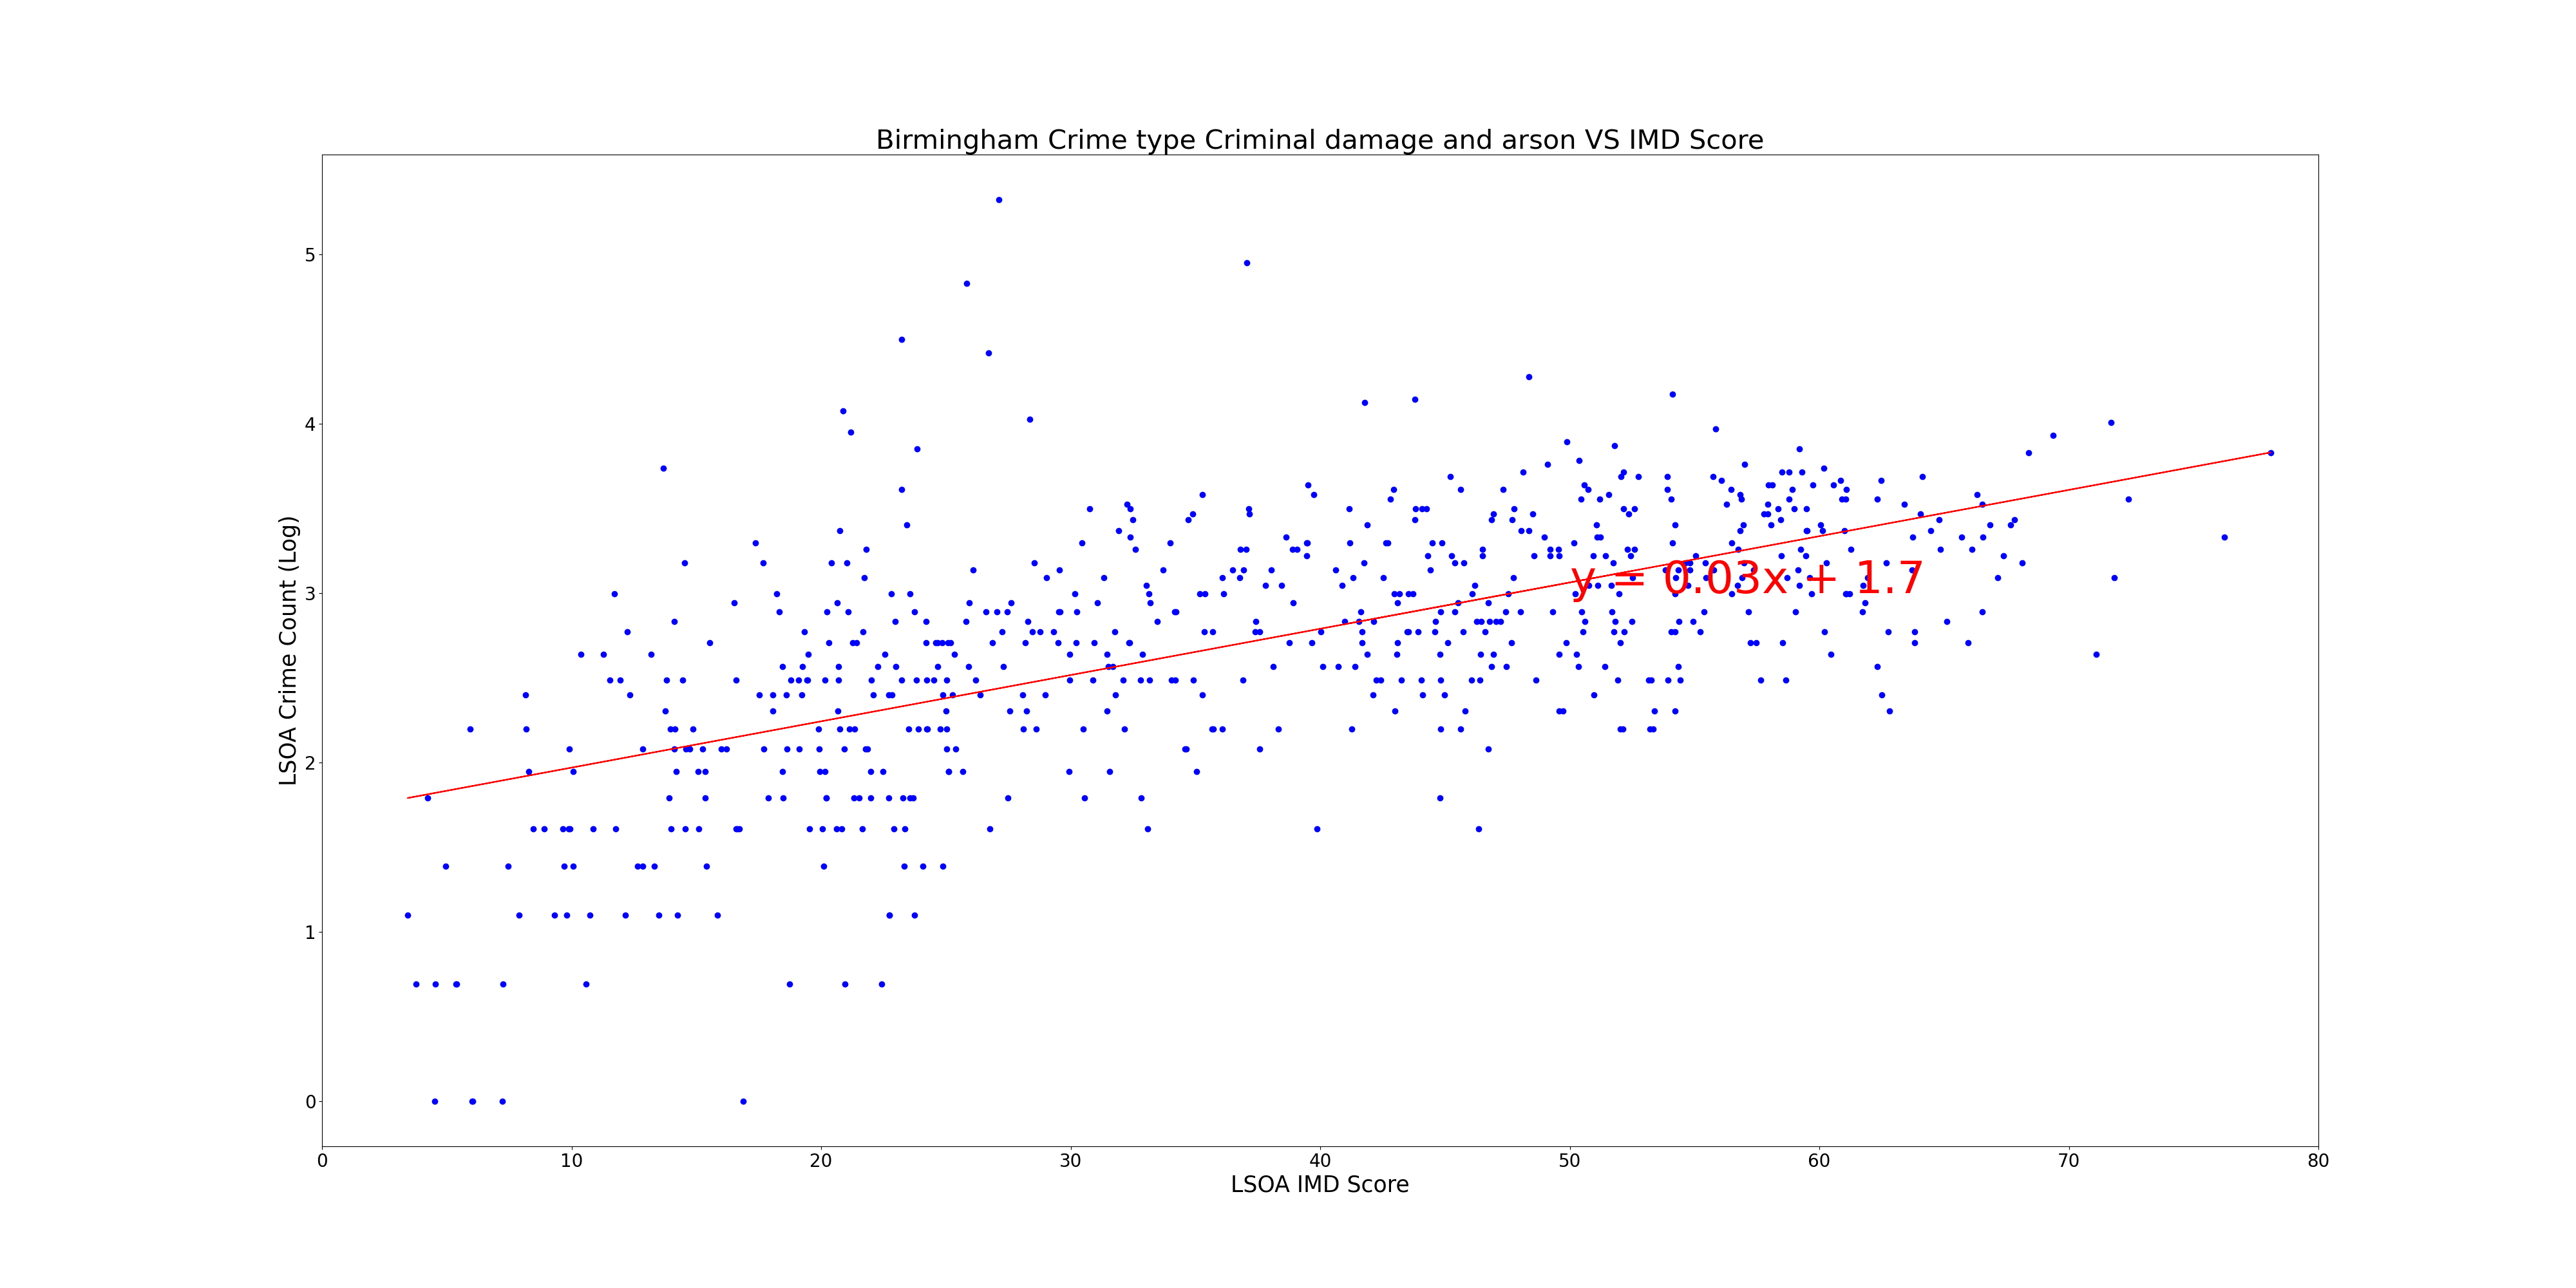 Birmingham Crime type Criminal damage and arson VS IMD Score
5
4
3
2
1
0
LSOA Crime Count (Log)
y = 0.03x + 1.7
0 10 20 30 40 50 60 70 80
LSOA IMD Score